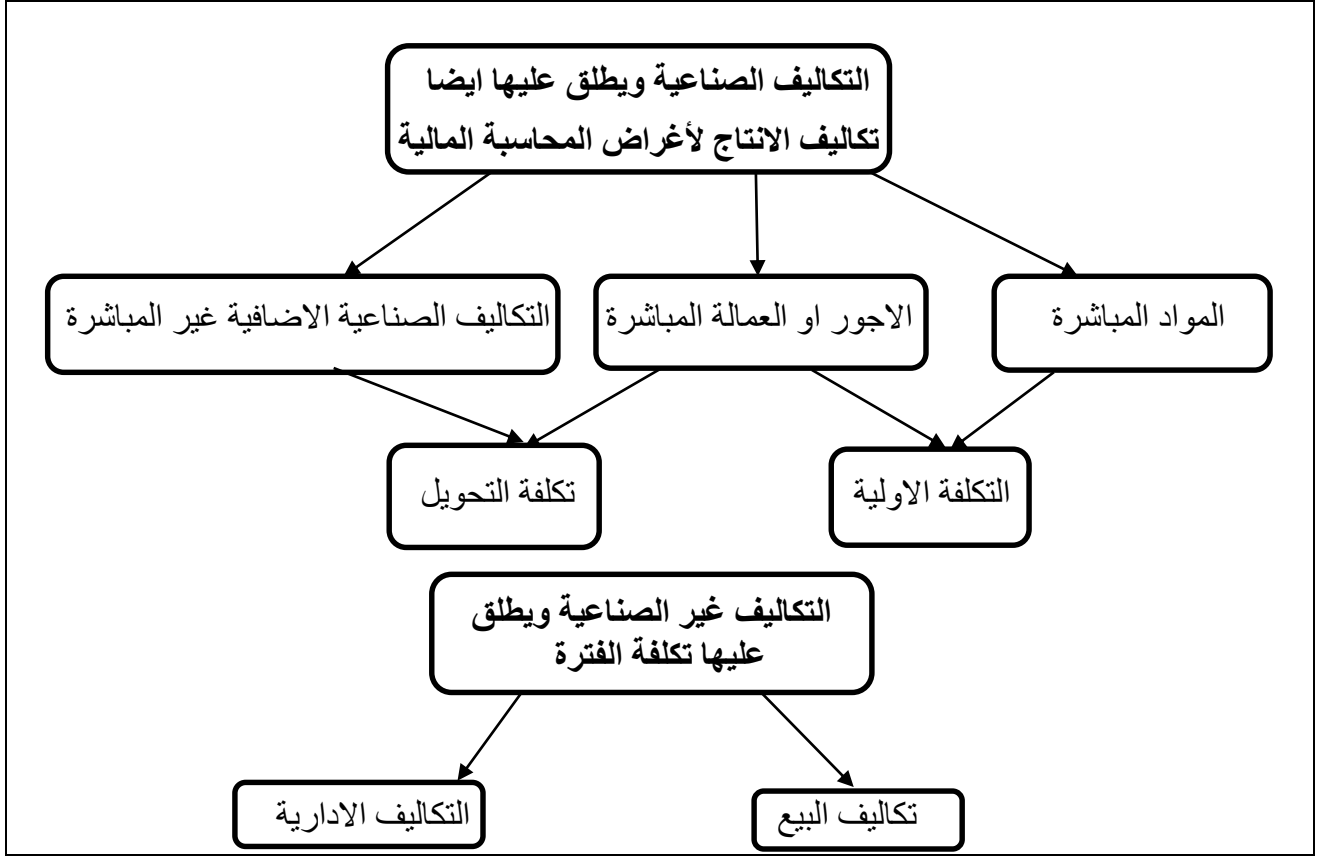 التكاليف الصناعية ويطلق عليها ايضا
تكاليف الانتاج لأغراض المحاسبة المالية
المواد المباشرة
الاجور او العمالة المباشرة
التكاليف الصناعية الاضافية غير المباشرة
التكلفة الاولية
تكلفة التحويل
التكاليف غير الصناعية ويطلق
عليها تكلفة الفترة
تكاليف البيع
التكاليف الادارية